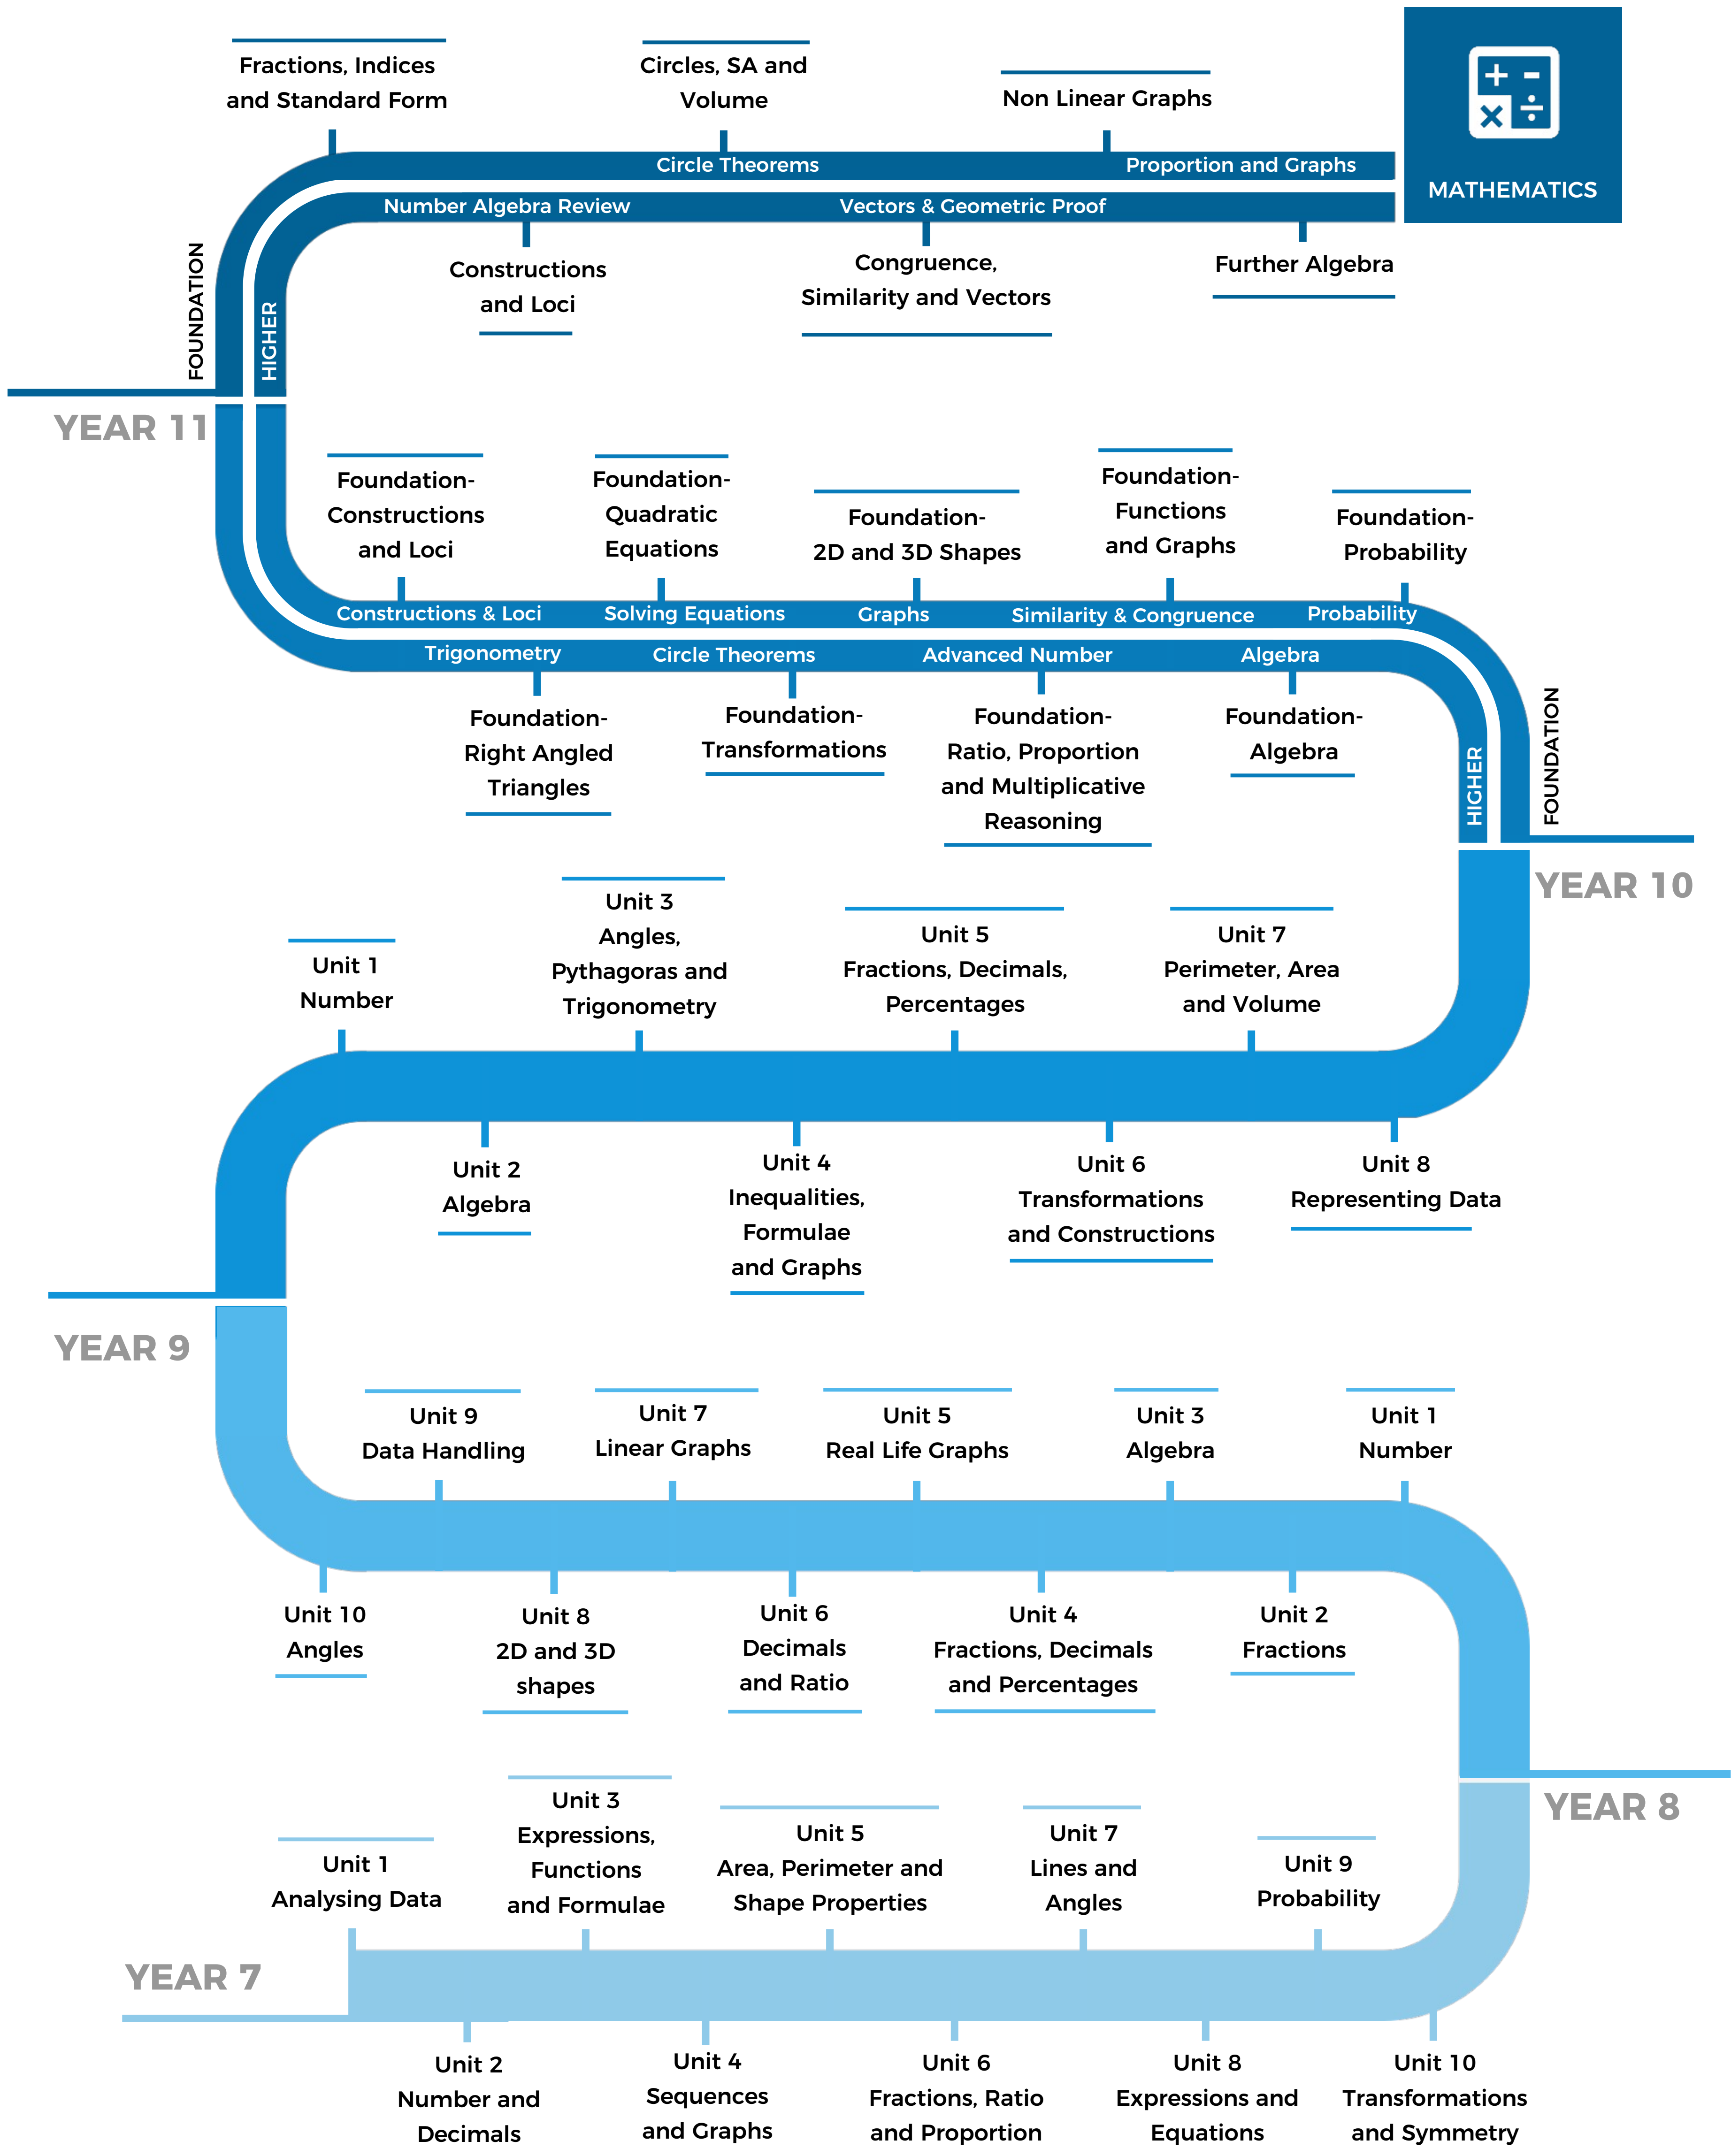 Fractions, Indices
and Standard Form
Circles, SA and
Volume
Non Linear Graphs
MATHEMATICS
Circle Theorems
Proportion and Graphs
Number Algebra Review
Vectors & Geometric Proof
Constructions
and Loci
Congruence,
Similarity and Vectors
Further Algebra
FOUNDATION
HIGHER
YEAR 11
Foundation-
Constructions
and Loci
Foundation-
Quadratic
Equations
Foundation-
2D and 3D Shapes
Foundation-
Functions
and Graphs
Foundation-
Probability
Constructions & Loci
Solving Equations
Graphs
Similarity & Congruence
Probability
Trigonometry
Circle Theorems
Advanced Number
Algebra
Foundation-
Right Angled
Triangles
Foundation-
Transformations
Foundation-
Ratio, Proportion
and Multiplicative
Reasoning
Foundation-
Algebra
HIGHER
FOUNDATION
YEAR 10
Unit 1
Number
Unit 3
Angles,
Pythagoras and
Trigonometry
Unit 5
Fractions, Decimals,
Percentages
Unit 7
Perimeter, Area
and Volume
Unit 2
Algebra
Unit 4
Inequalities,
Formulae
and Graphs
Unit 6
Transformations
and Constructions
Unit 8
Representing Data
YEAR 9
Unit 9
Data Handling
Unit 7
Linear Graphs
Unit 5
Real Life Graphs
Unit 3
Algebra
Unit 1
Number
Unit 10
Angles
Unit 8
2D and 3D
shapes
Unit 6
Decimals
and Ratio
Unit 4
Fractions, Decimals
and Percentages
Unit 2
Fractions
YEAR 8
Unit 1
Analysing Data
Unit 3
Expressions,
Functions
and Formulae
Unit 5
Area, Perimeter and
Shape Properties
Unit 7
Lines and
Angles
Unit 9
Probability
YEAR 7
Unit 2
Number and
Decimals
Unit 4
Sequences
and Graphs
Unit 6
Fractions, Ratio
and Proportion
Unit 8
Expressions and
Equations
Unit 10
Transformations
and Symmetry